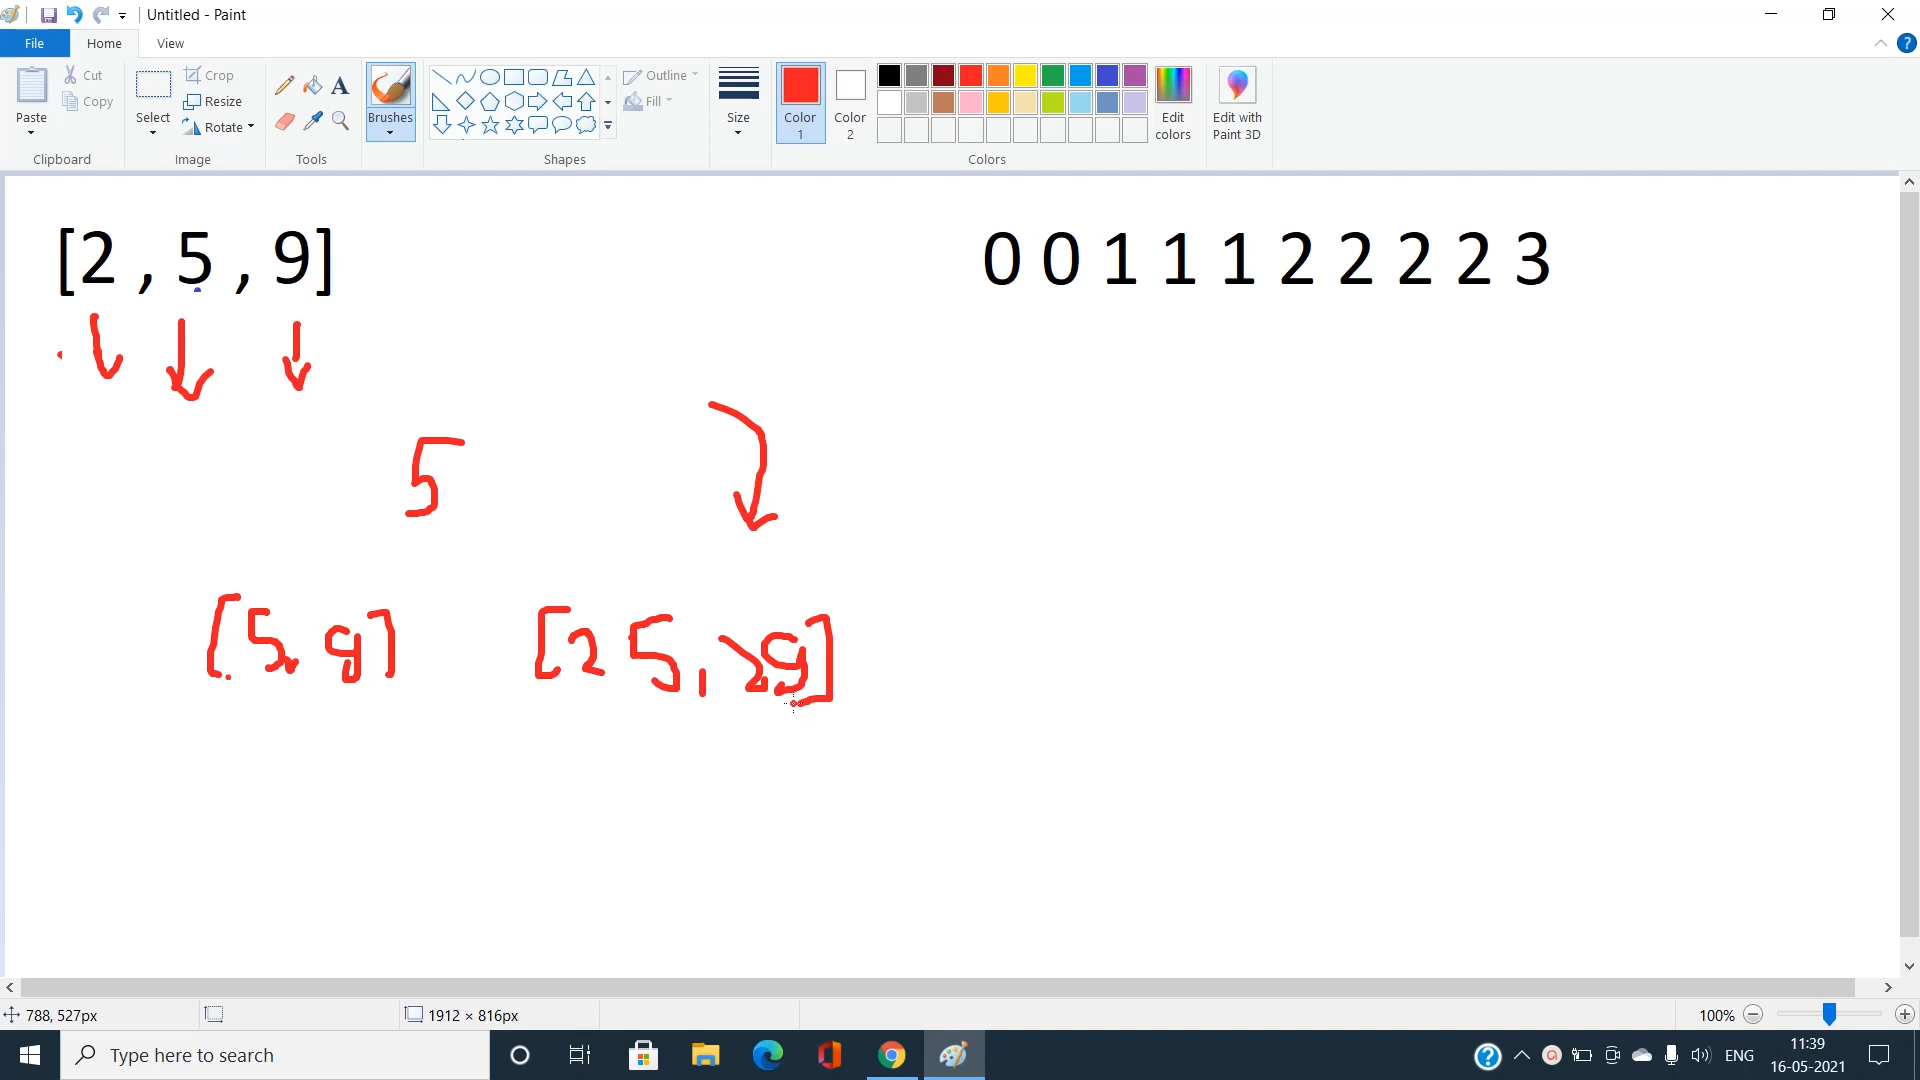 Untitled - Paint
File Home View
Paste Cut Copy Clipboard
Select Crop Resize Rotate Image
Tools
Brushes
Shapes
Outline Fill
Size
Color 1 Color 2 Colors
Edit colors
Edit with Paint 3D
[2 , 5 , 9]
0 0 1 1 1 2 2 2 2 3
5
[5, 9]
[2 5, 9]
788, 527px
1912 × 816px
100%
Type here to search
ENG
11:39
16-05-2021